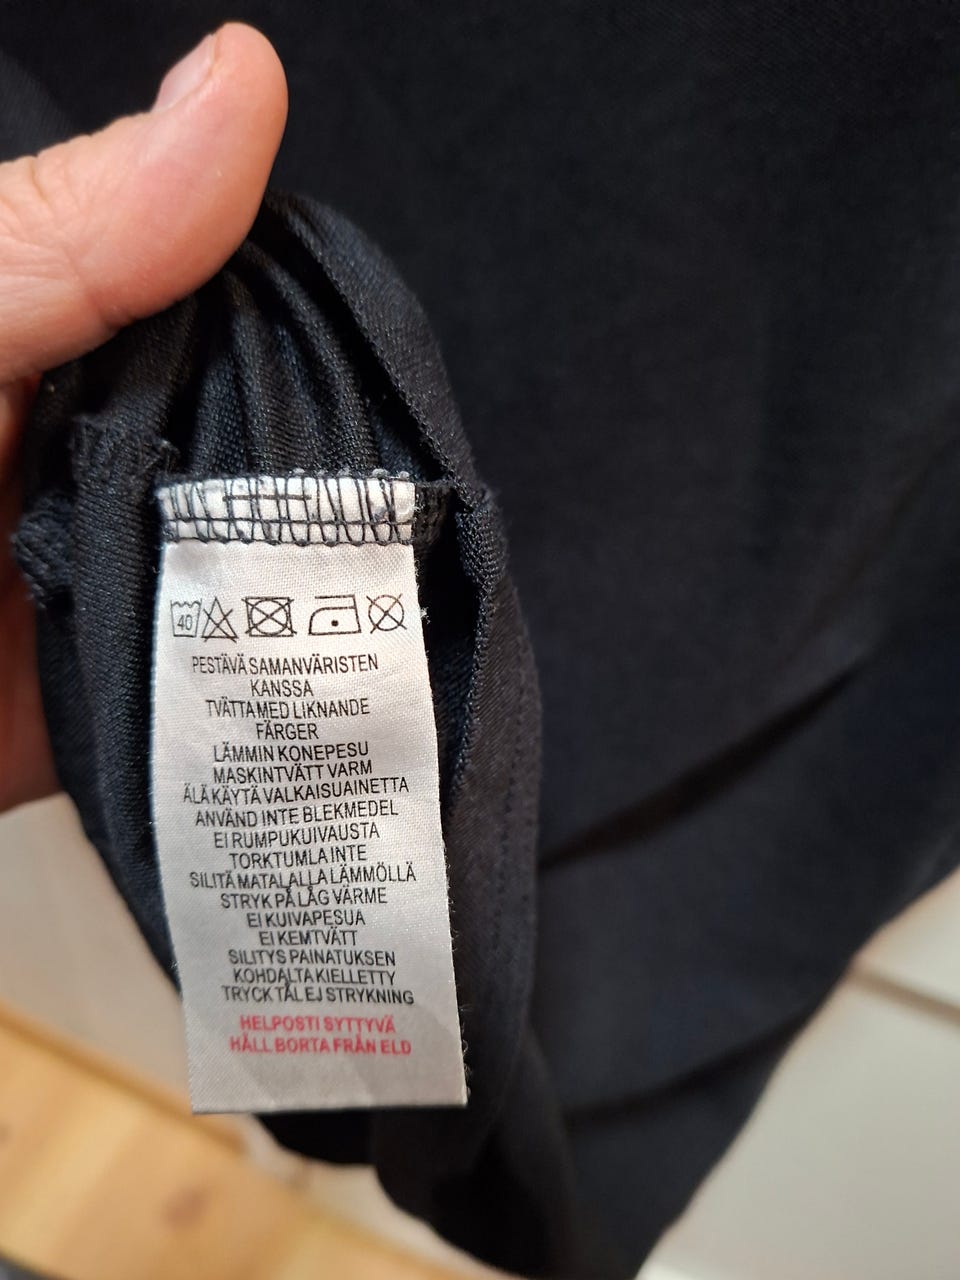 40
PESTÄVÄ SAMANVÄRISTEN
KANSSA
TVÄTTA MED LIKNANDE
FÄRGER
LÄMMIN KONEPESU
MASKINTVÄTT VARM
ÄLÄ KÄYTÄ VALKAISUAINETTA
ANVÄND INTE BLEKMEDEL
EI RUMPUKUIVAUSTA
TORKTUMLA INTE
SILITÄ MATALALLA LÄMMÖLLÄ
STRYK PÅ LÅG VÄRME
EI KUIVAPESUA
EI KEMTVÄTT
SILITYS PAINATUKSEN
KOHDALTA KIELLETTY
TRYCK TÅL EJ STRYKNING
HELPOSTI SYTTYVÄ
HÅLL BORTA FRÅN ELD